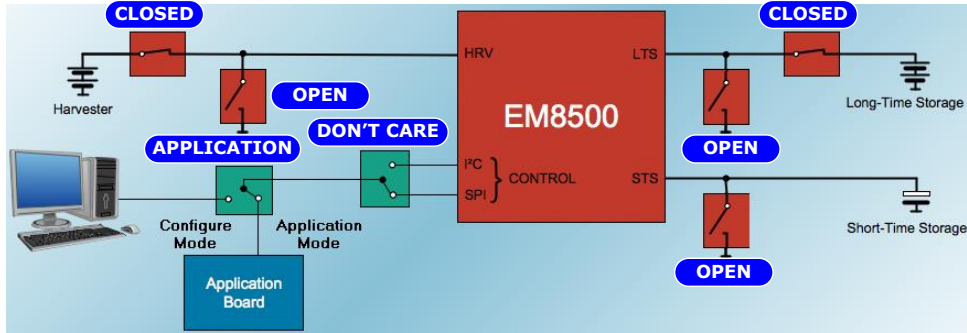 CLOSED
CLOSED
HRV
LTS
Harvester
OPEN
EM8500
Long-Time Storage
APPLICATION
DON'T CARE
OPEN
I²C
CONTROL
SPI
STS
Configure
Mode
Application
Mode
Short-Time Storage
OPEN
Application
Board